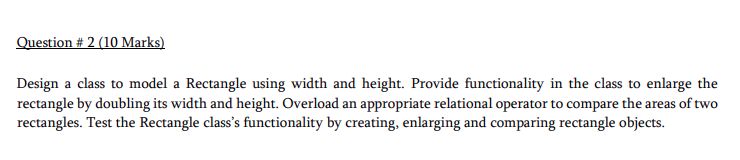 Question # 2 (10 Marks)
Design a class to model a Rectangle using width and height. Provide functionality in the class to enlarge the
rectangle by doubling its width and height. Overload an appropriate relational operator to compare the areas of two
rectangles. Test the Rectangle class's functionality by creating, enlarging and comparing rectangle objects.